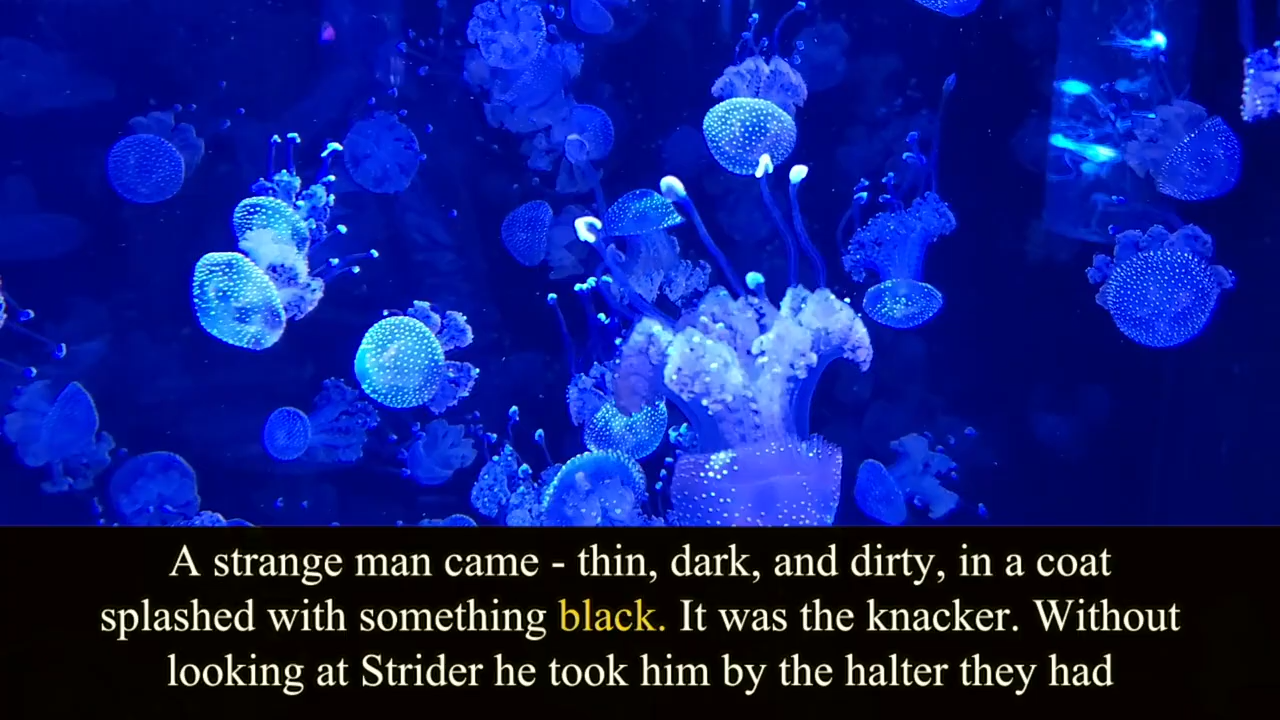 A strange man came - thin, dark, and dirty, in a coat
splashed with something black. It was the knacker. Without
looking at Strider he took him by the halter they had